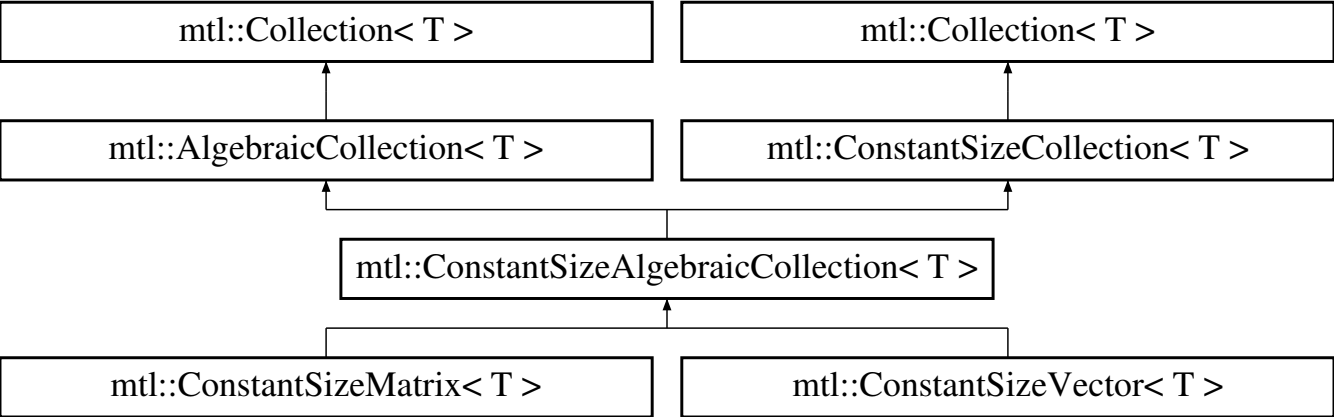 mtl::Collection< T >
mtl::Collection< T >
mtl::AlgebraicCollection< T >
mtl::ConstantSizeCollection< T >
mtl::ConstantSizeAlgebraicCollection< T >
mtl::ConstantSizeMatrix< T >
mtl::ConstantSizeVector< T >